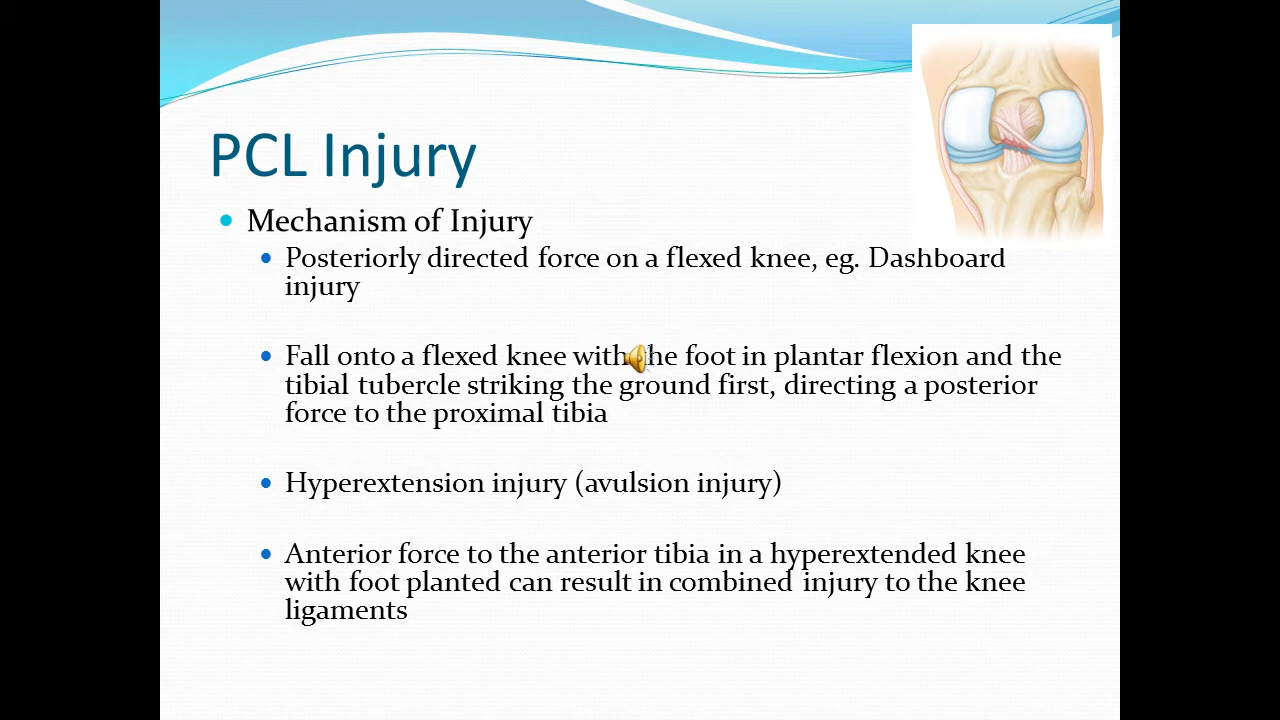 PCL Injury
Mechanism of Injury
Posteriorly directed force on a flexed knee, eg. Dashboard
injury
Fall onto a flexed knee with the foot in plantar flexion and the
tibial tubercle striking the ground first, directing a posterior
force to the proximal tibia
Hyperextension injury (avulsion injury)
Anterior force to the anterior tibia in a hyperextended knee
with foot planted can result in combined injury to the knee
ligaments